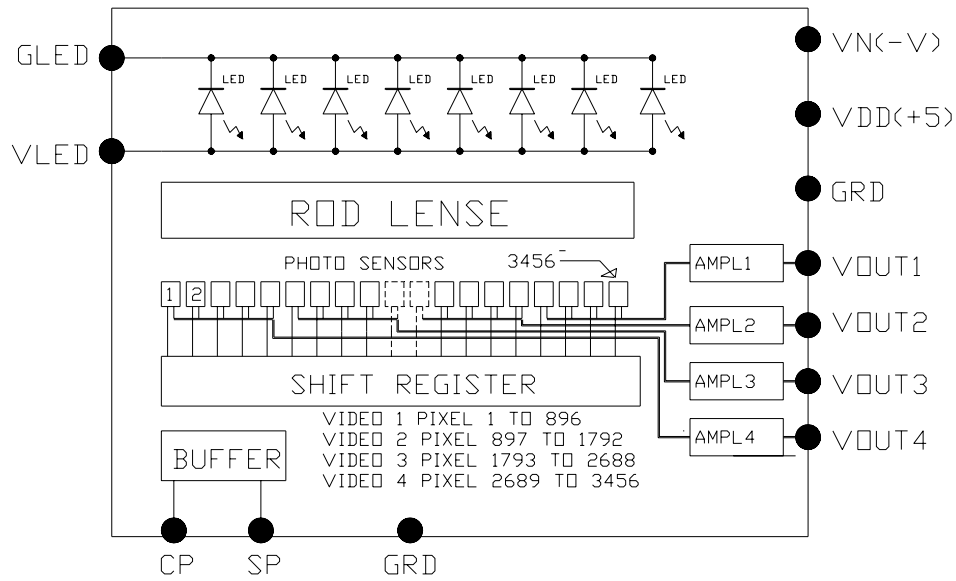 GLED
VN(-V)
LED LED LED LED LED LED LED LED
VDD(+5)
VLED
ROD LENSE
GRD
PHOTO SENSORS
3456
AMPL1
VOUT1
1 2
AMPL2
VOUT2
SHIFT REGISTER
AMPL3
VOUT3
VIDEO 1 PIXEL 1 TO 896
VIDEO 2 PIXEL 897 TO 1792
AMPL4
VOUT4
VIDEO 3 PIXEL 1793 TO 2688
VIDEO 4 PIXEL 2689 TO 3456
BUFFER
CP SP GRD